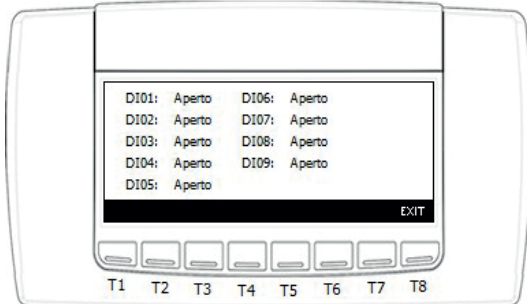 DI01: Aperto DI06: Aperto
DI02: Aperto DI07: Aperto
DI03: Aperto DI08: Aperto
DI04: Aperto DI09: Aperto
DI05: Aperto
EXIT
T1 T2 T3 T4 T5 T6 T7 T8